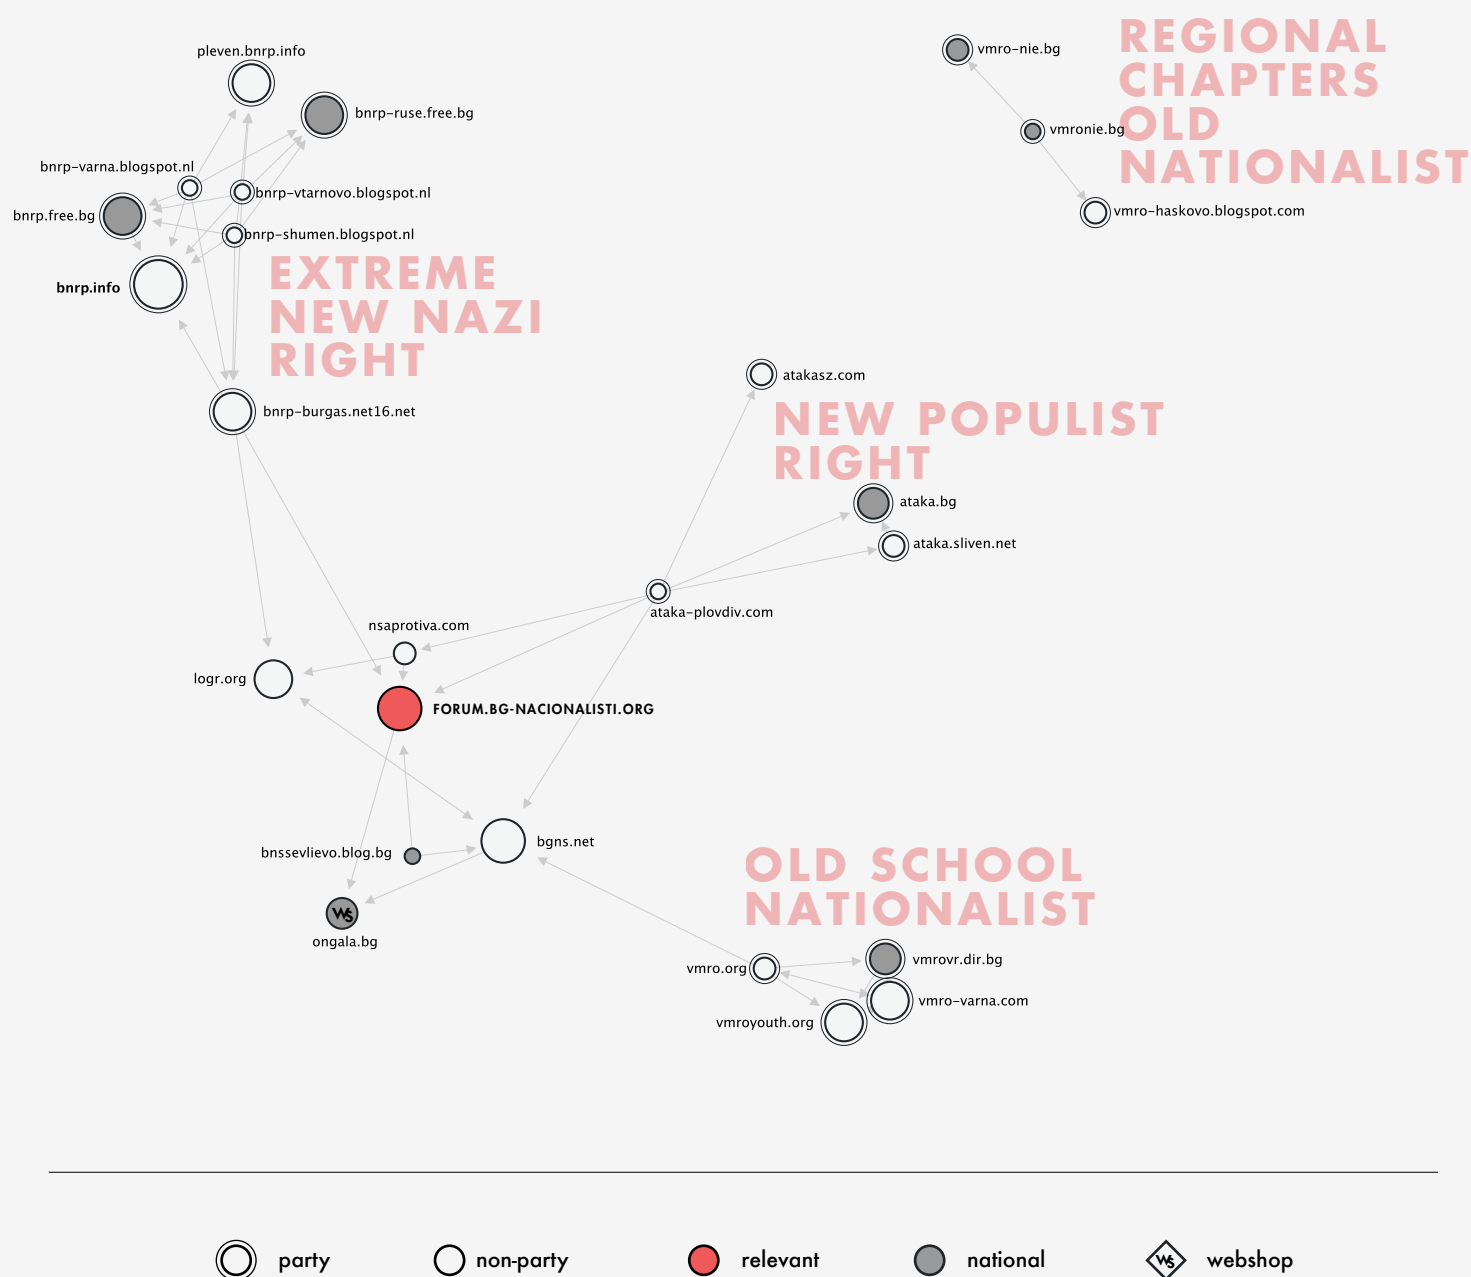 pleven.bnrp.info
bnrp-ruse.free.bg
bnrp-varna.blogspot.nl
bnrp-vtarnovo.blogspot.nl
bnrp.free.bg
bnrp-shumen.blogspot.nl
bnrp.info
EXTREME
NEW NAZI
RIGHT
bnrp-burgas.net16.net
vmro-nie.bg
vmronie.bg
vmro-haskovo.blogspot.com
REGIONAL
CHAPTERS
OLD
NATIONALIST
atakasz.com
NEW POPULIST
RIGHT
ataka.bg
ataka.sliven.net
ataka-plovdiv.com
nsaprotiva.com
logr.org
FORUM.BG-NACIONALISTI.ORG
bgns.net
bnssevlievo.blog.bg
WS
ongala.bg
OLD SCHOOL
NATIONALIST
vmro.org
vmrovr.dir.bg
vmro-varna.com
vmroyouth.org
party
non-party
relevant
national
WS
webshop